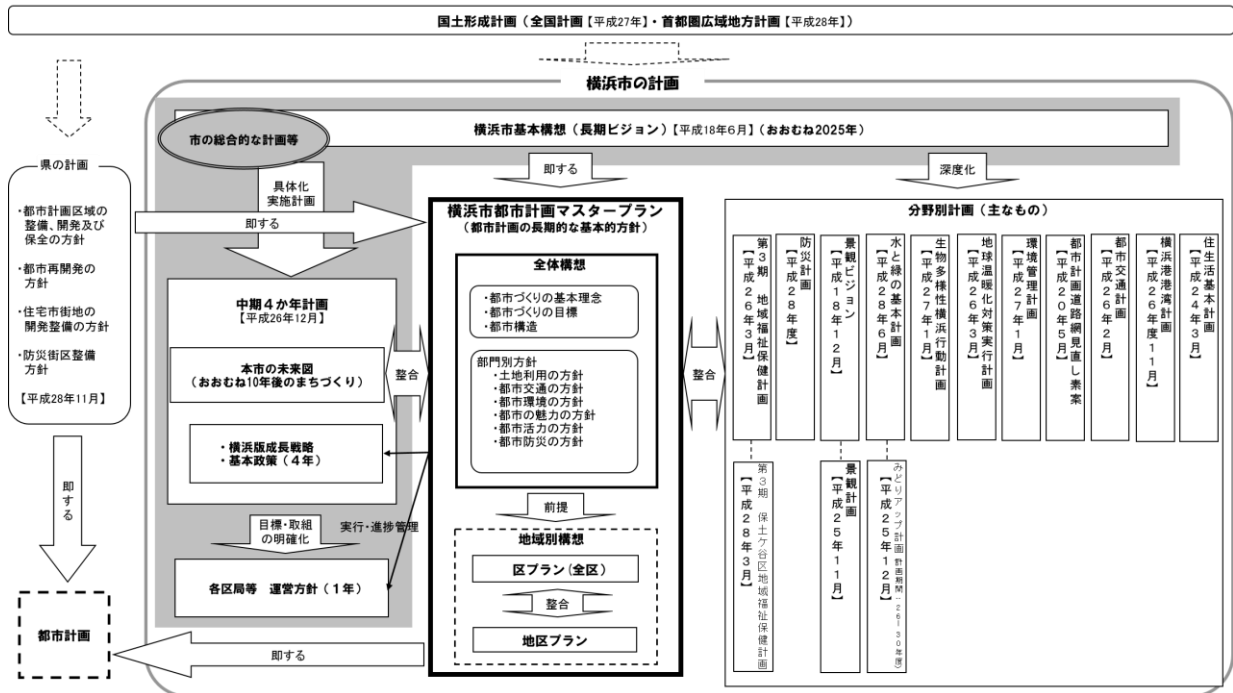 国土形成計画(全国計画【平成27年】・首都圏広域地方計画【平成28年】)
横浜市の計画
市の総合的な計画等
横浜市基本構想(長期ビジョン)【平成18年6月】(おおむね2025年)
県の計画
・都市計画区域の
整備、開発及び
保全の方針
・都市再開発の
方針
・住宅市街地の
開発整備の方針
・防災街区整備
方針
【平成28年11月】
即する
都市計画
具体化
実施計画
即する
中期4か年計画
【平成26年12月】
本市の未来図
(おおむね10年後のまちづくり)
・横浜版成長戦略
・基本政策(4年)
目標・取組
の明確化
実行・進捗管理
各区局等 運営方針(1年)
即する
整合
即する
横浜市都市計画マスタープラン
(都市計画の長期的な基本的方針)
全体構想
・都市づくりの基本理念
・都市づくりの目標
・都市構造
部門別方針
・土地利用の方針
・都市交通の方針
・都市環境の方針
・都市の魅力の方針
・都市活力の方針
・都市防災の方針
前提
地域別構想
区プラン(全区)
整合
地区プラン
整合
深度化
分野別計画(主なもの)
第3期 地域福祉保健計画
【平成26年3月】
防災計画
【平成28年度】
景観ビジョン
【平成18年12月】
水と緑の基本計画
【平成28年6月】
生物多様性横浜行動計画
【平成27年1月】
地球温暖化対策実行計画
【平成26年3月】
環境管理計画
【平成27年1月】
都市計画道路網見直し素案
【平成20年5月】
都市交通計画
【平成26年2月】
横浜港港湾計画
【平成26年度11月】
住生活基本計画
【平成24年3月】
第3期 保土ケ谷区地域福祉保健計画
【平成28年3月】
景観計画
【平成25年11月】
みどりアップ計画(計画期間:26-30年度)
【平成25年12月】